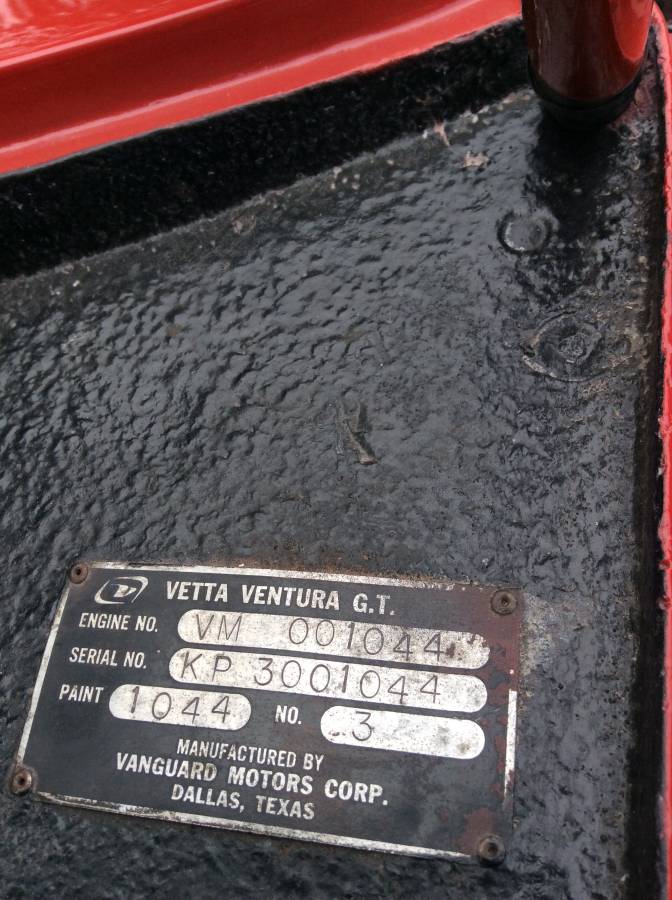 VETTA VENTURA G.T.
ENGINE NO. VM 001044
SERIAL NO. KP 3001044
PAINT 1044 NO. 3
MANUFACTURED BY
VANGUARD MOTORS CORP.
DALLAS, TEXAS